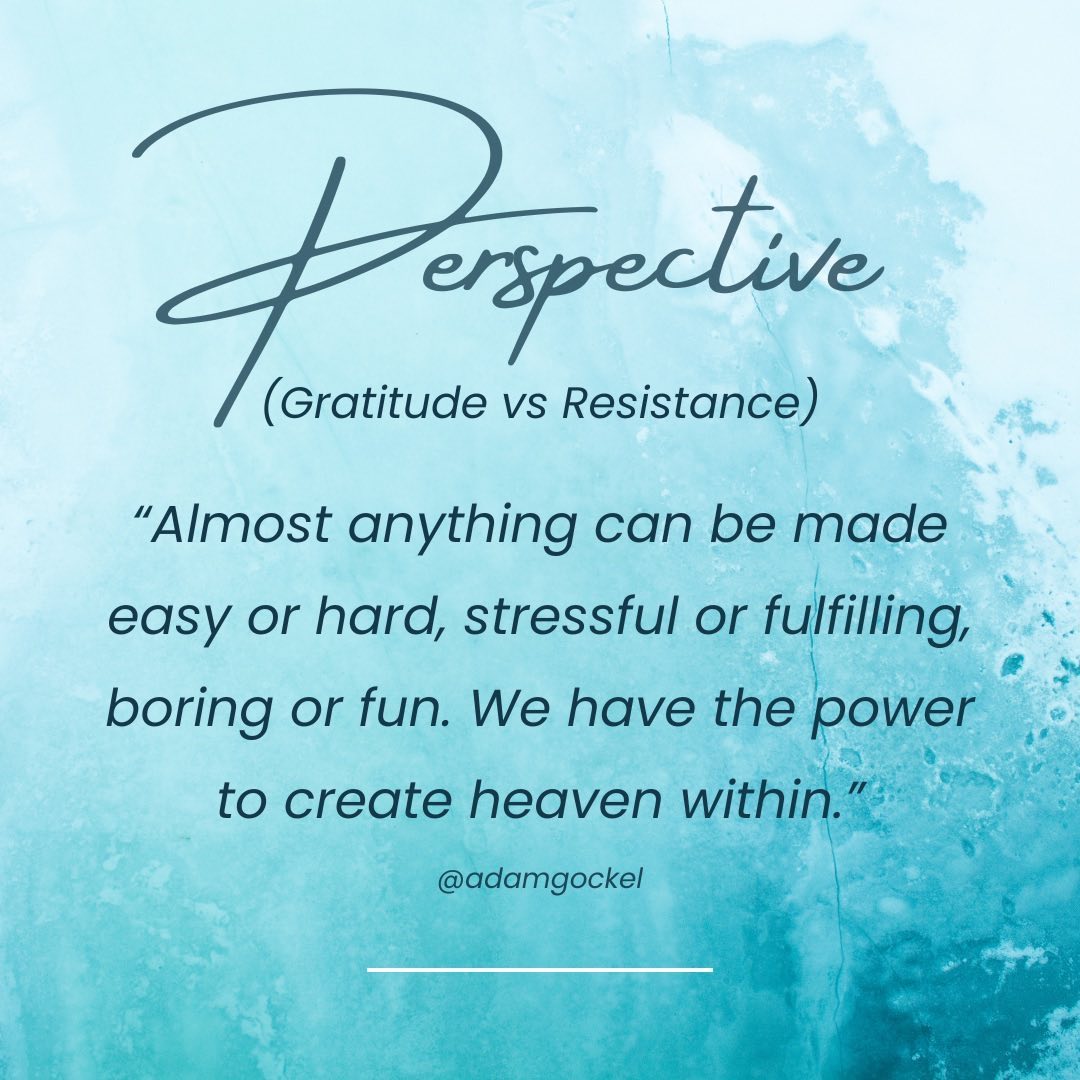 Perspective
(Gratitude vs Resistance)
“Almost anything can be made
easy or hard, stressful or fulfilling,
boring or fun. We have the power
to create heaven within.”
@adamgockel